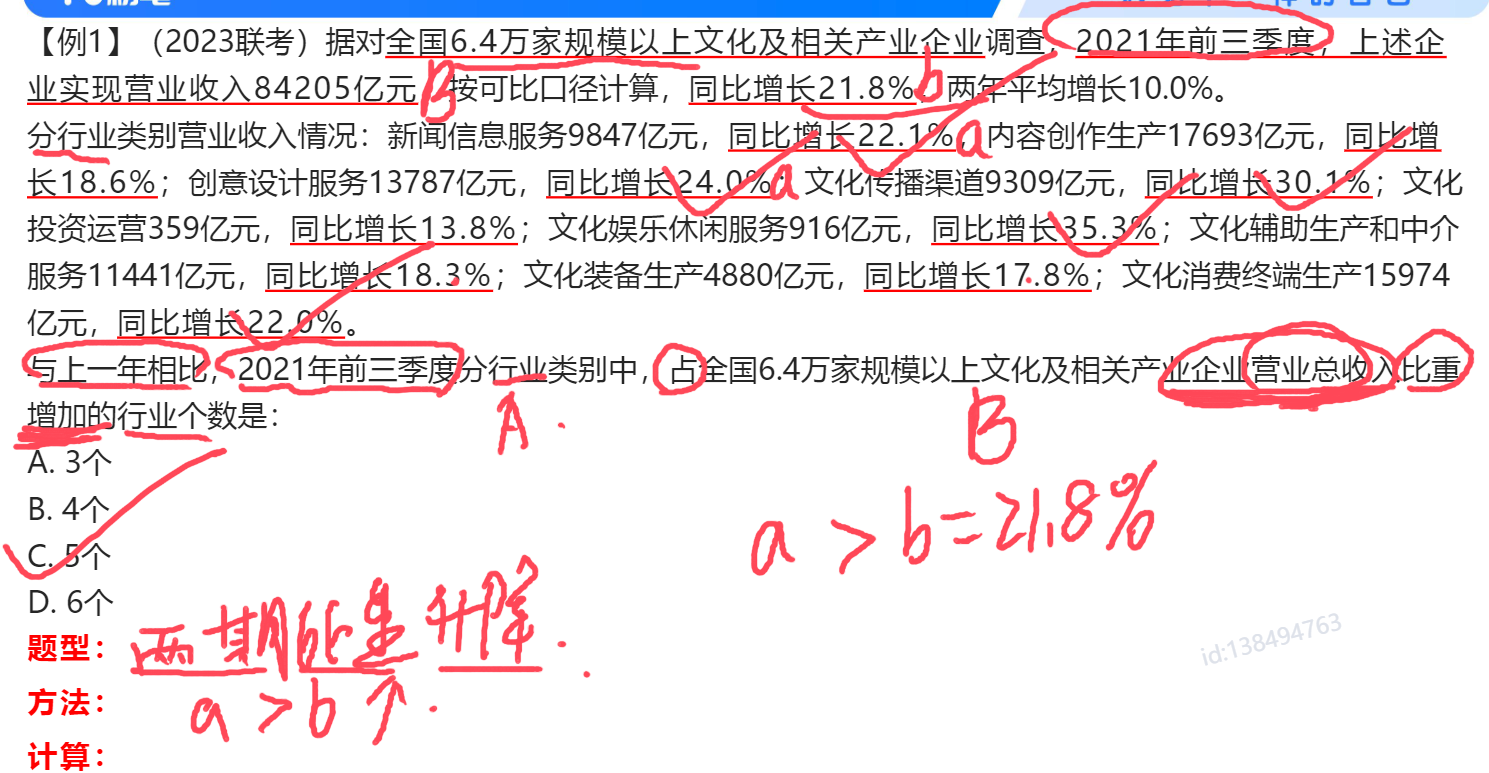 【例1】（2023联考）据对全国6.4万家规模以上文化及相关产业企业调查，2021年前三季度，上述企
业实现营业收入84205亿元，按可比口径计算，同比增长21.8%，两年平均增长10.0%。
B
b
分行业类别营业收入情况：新闻信息服务9847亿元，同比增长22.1%，内容创作生产17693亿元，同比增
a
长18.6%；创意设计服务13787亿元，同比增长24.0%；文化传播渠道9309亿元，同比增长30.1%；文化
a
投资运营359亿元，同比增长13.8%；文化娱乐休闲服务916亿元，同比增长35.3%；文化辅助生产和中介
服务11441亿元，同比增长18.3%；文化装备生产4880亿元，同比增长17.8%；文化消费终端生产15974
亿元，同比增长22.0%。
与上一年相比，2021年前三季度分行业类别中，占全国6.4万家规模以上文化及相关产业企业营业总收入比重
增加的行业个数是：
A
B
A. 3个
B. 4个
C. 5个
D. 6个
a > b = 21.8%
题型：两期比重升降.
方法：a > b ↑.
计算：
id:138494763